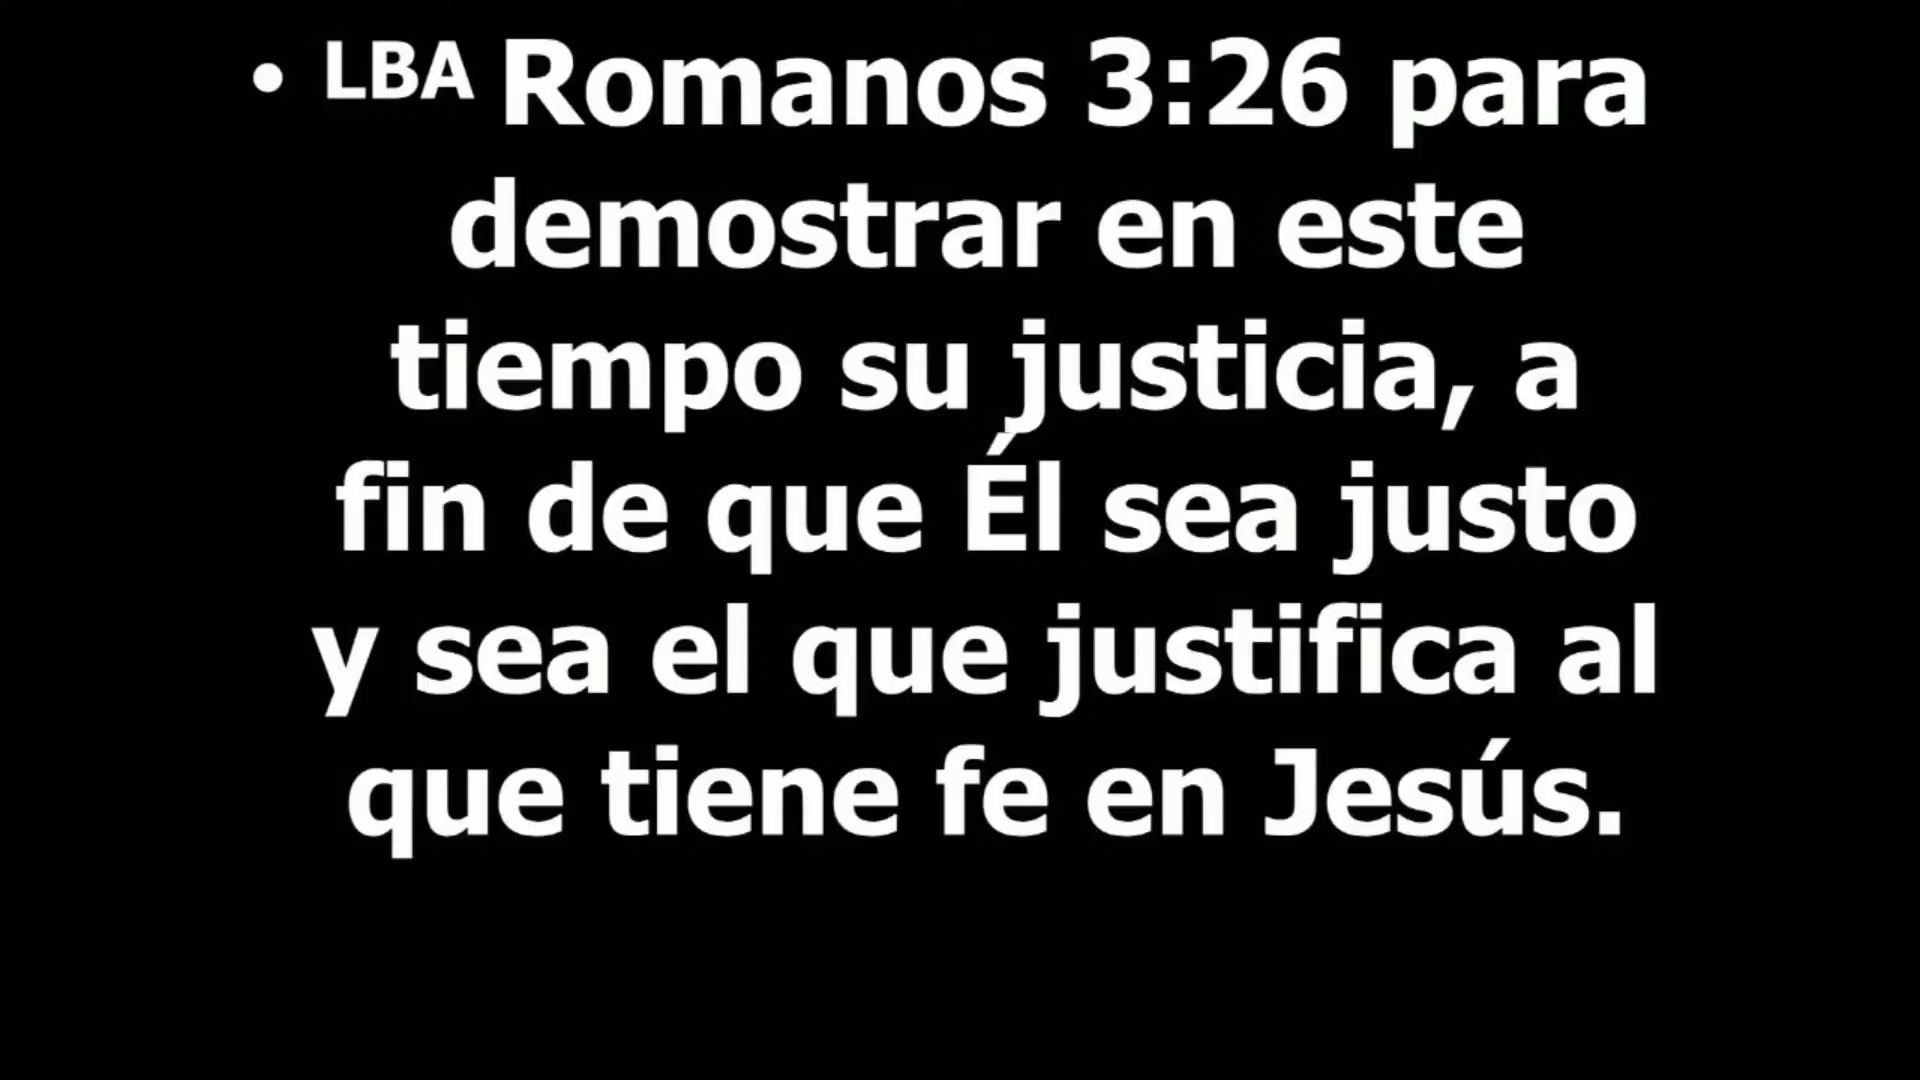 • LBA Romanos 3:26 para
demostrar en este
tiempo su justicia, a
fin de que Él sea justo
y sea el que justifica al
que tiene fe en Jesús.